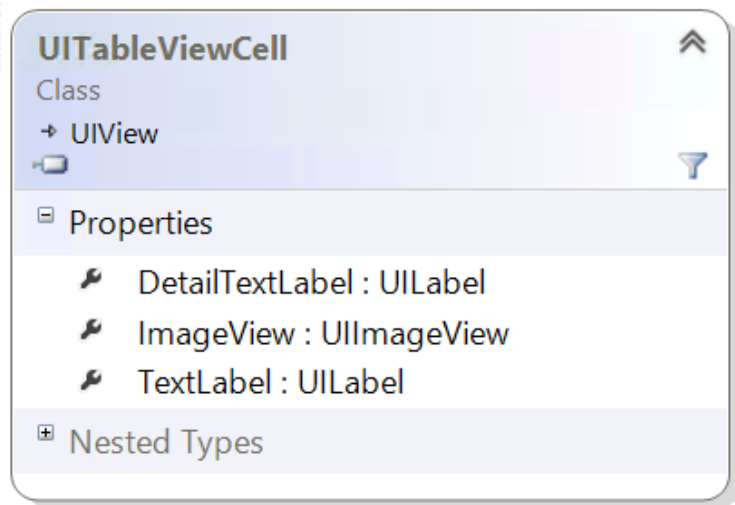 UITableViewCell
Class
UIView
Properties
DetailTextLabel : UILabel
ImageView : UIImageView
TextLabel : UILabel
Nested Types